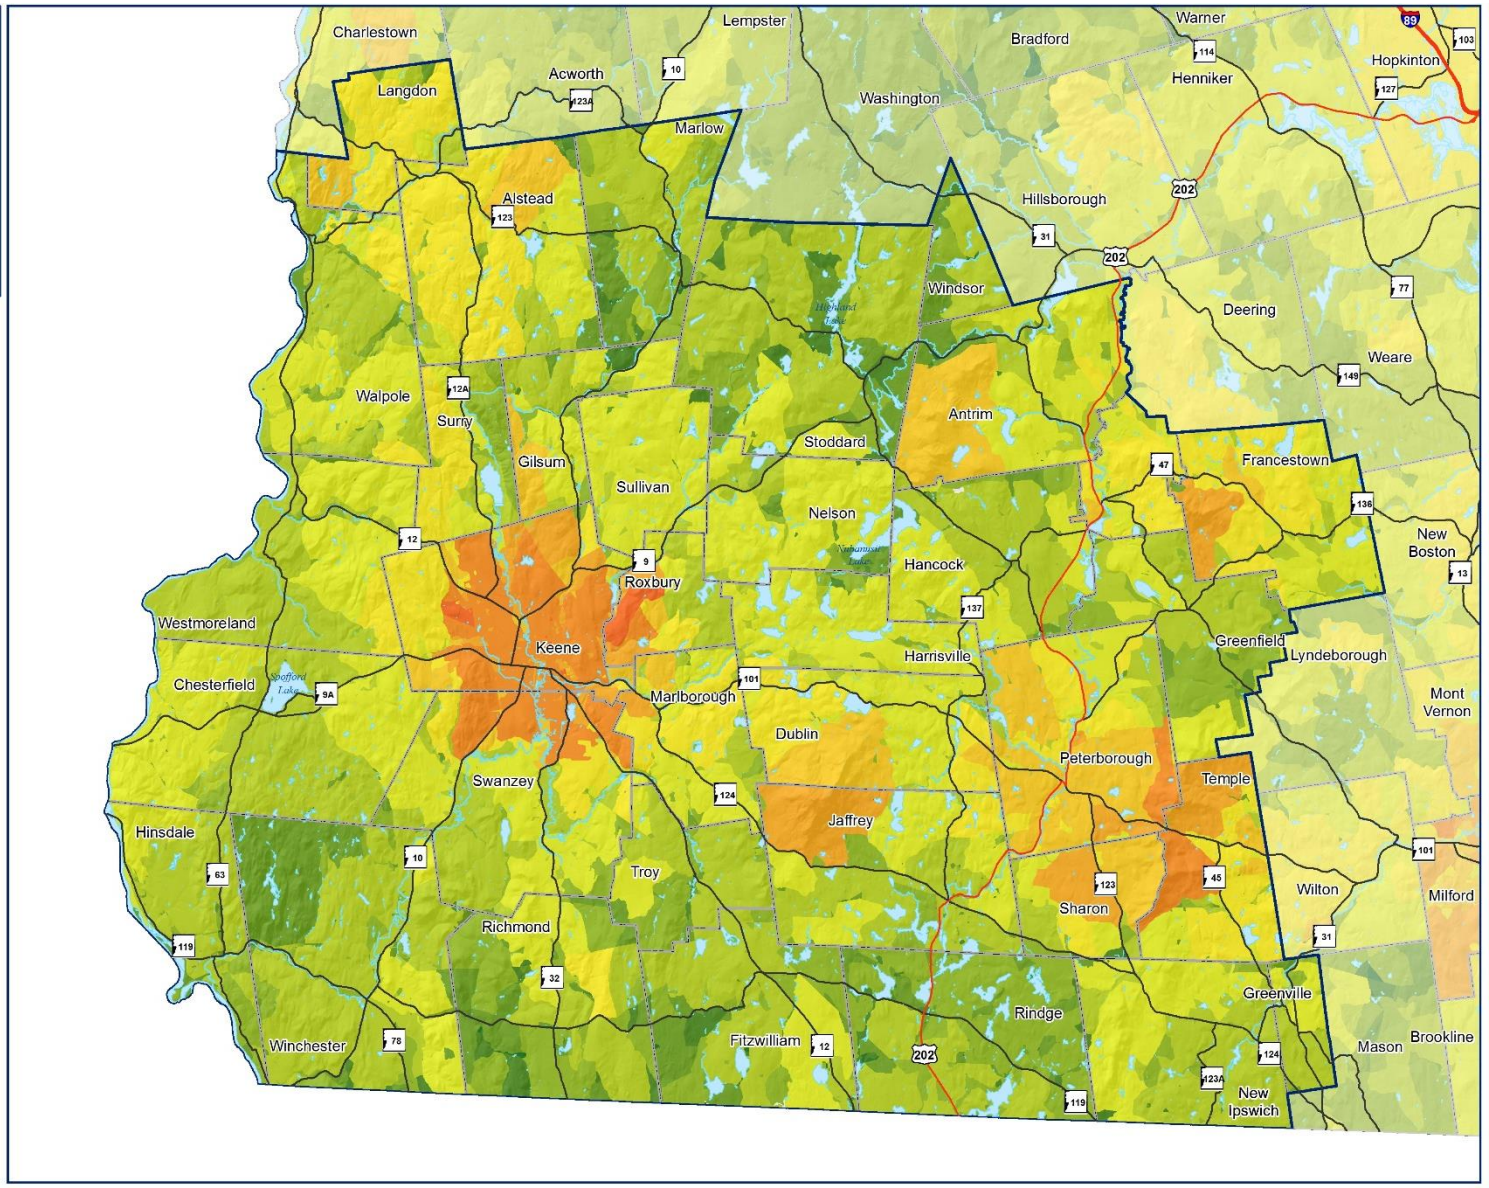 Charlestown
Lempster
Warner
89
103
Bradford
114
Hopkinton
10
Henniker
127
Langdon
Acworth
123A
Washington
Marlow
202
Alstead
Hillsborough
123
31
202
77
Windsor
Highland
Lake
Deering
Weare
149
12A
Walpole
Surry
Antrim
Stoddard
Gilsum
47
Francestown
Sullivan
136
Nelson
12
New
Boston
Nubanusit
Lake
9
Hancock
13
Roxbury
137
Westmoreland
Keene
Greenfield
Harrisville
Lyndeborough
Spofford
Lake
Chesterfield
9A
101
Marlborough
Mont
Vernon
Dublin
Peterborough
Swanzey
Temple
124
Hinsdale
Jaffrey
101
10
63
Troy
45
123
Wilton
Milford
Sharon
Richmond
31
119
32
Greenville
Rindge
Winchester
78
Fitzwilliam
12
202
124
Mason
Brookline
123A
New
Ipswich
119